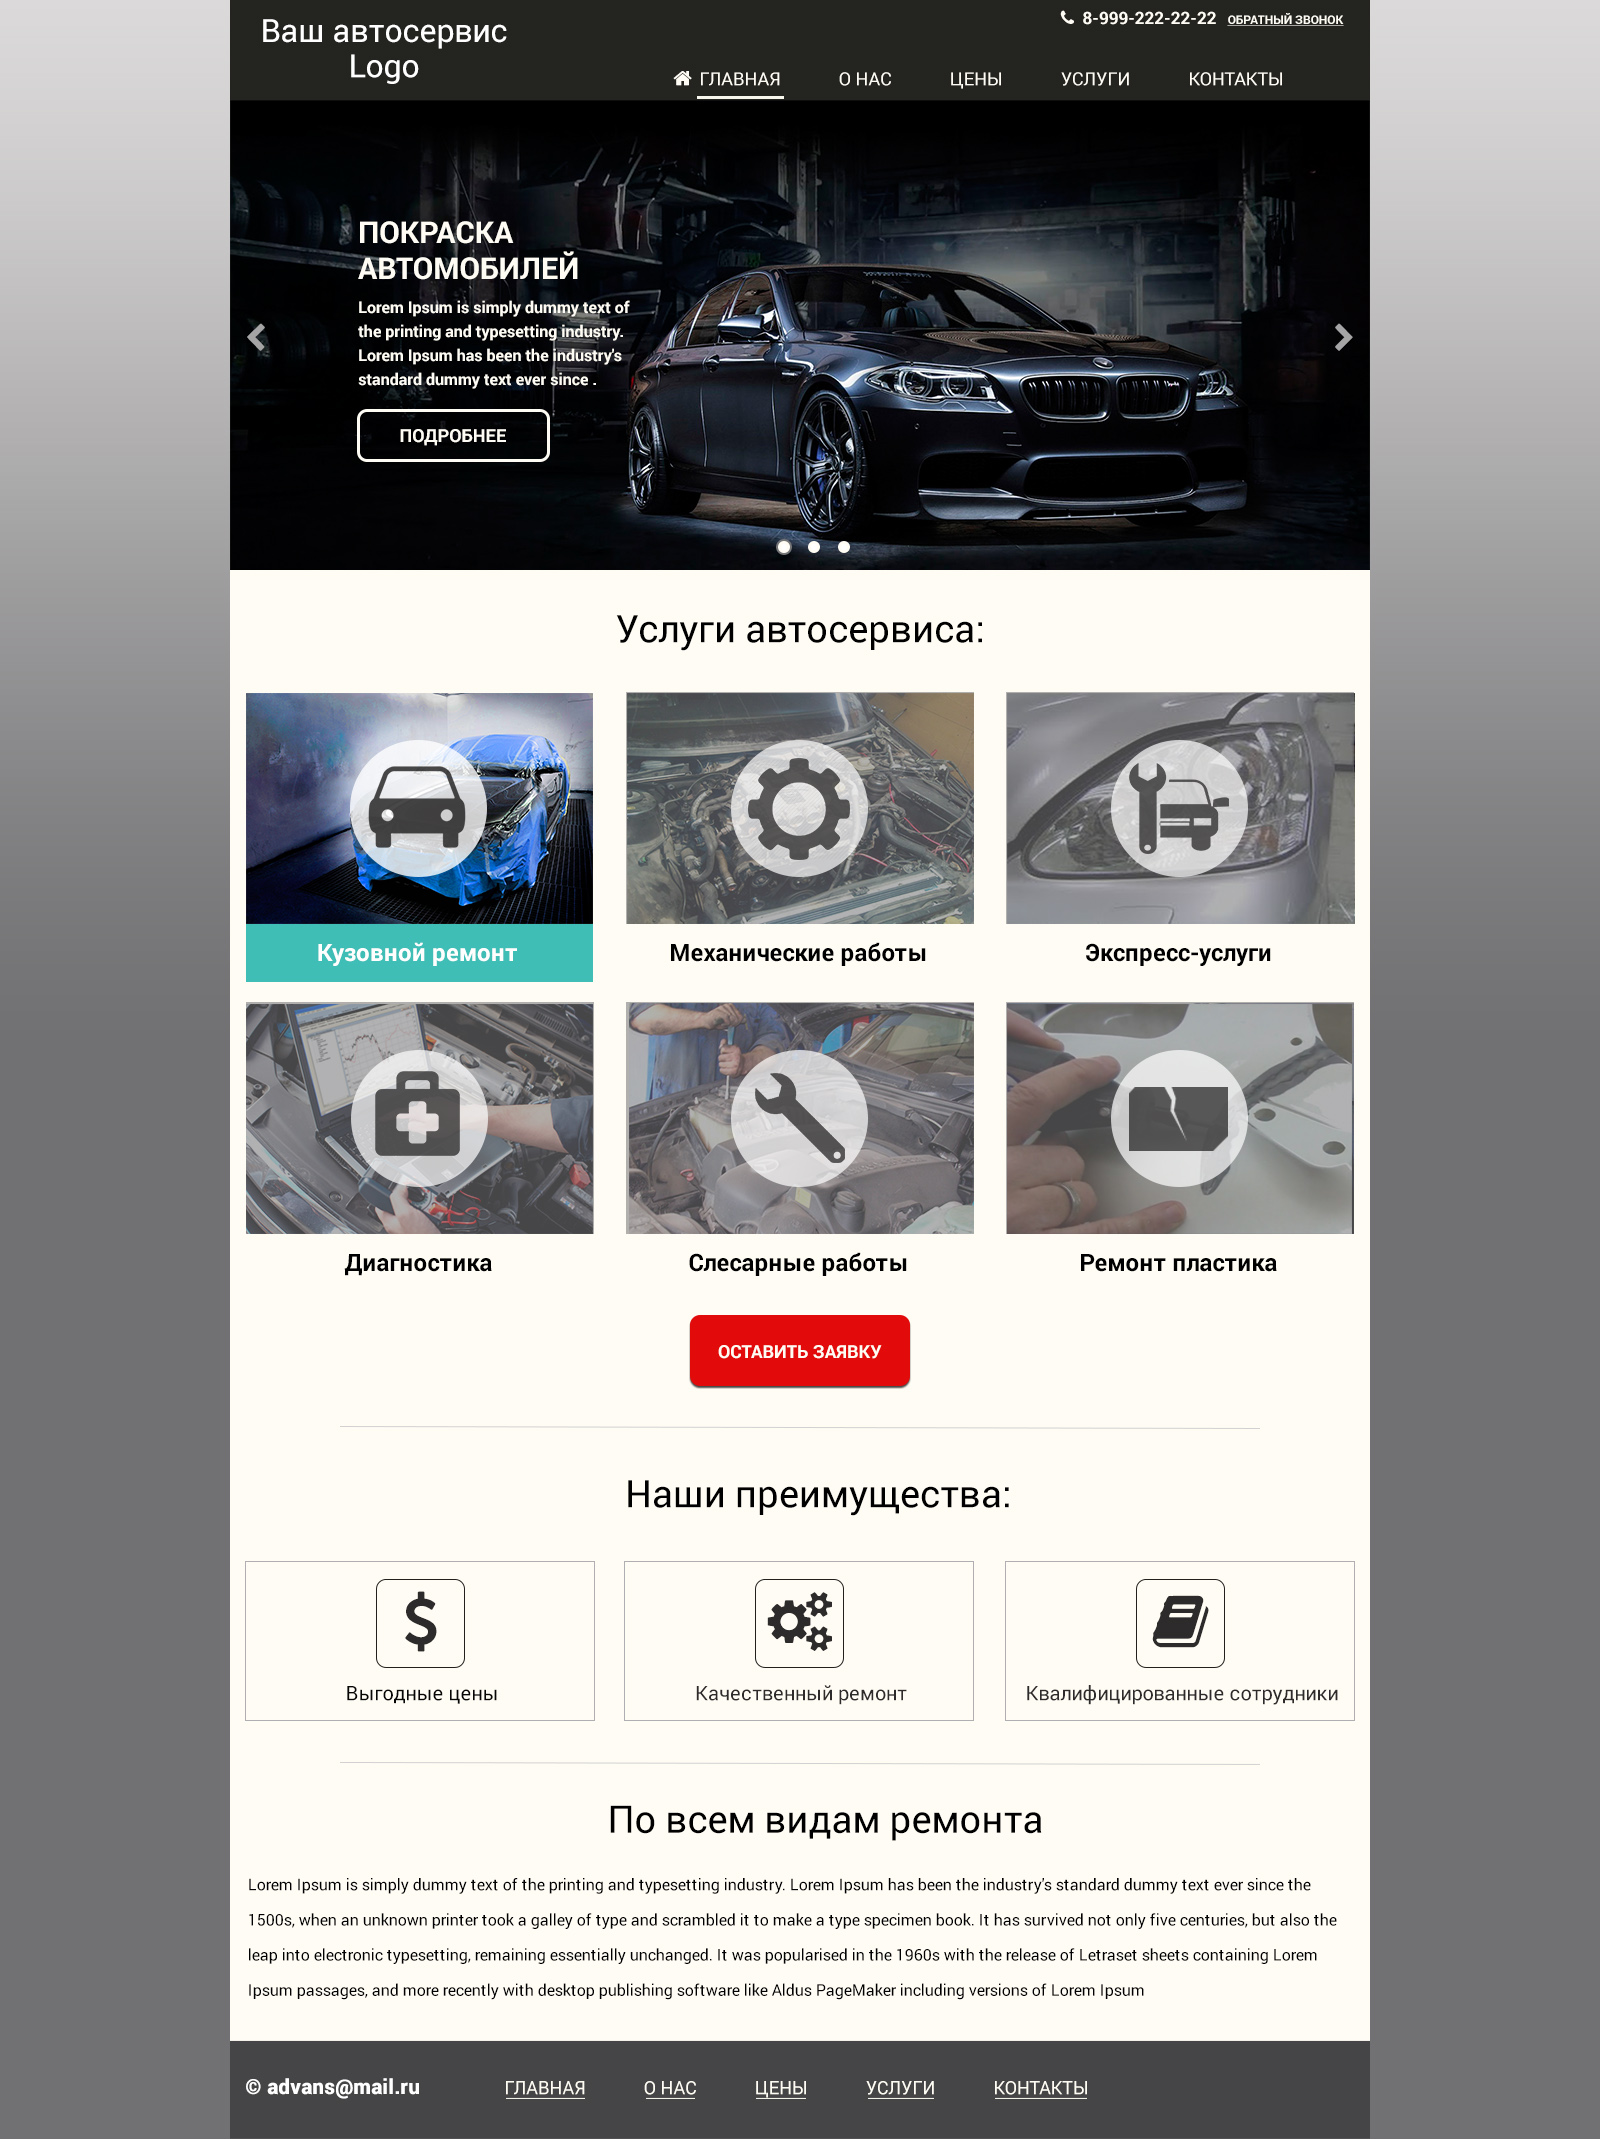 Ваш автосервис
Logo
8-999-222-22-22 ОБРАТНЫЙ ЗВОНОК
ГЛАВНАЯ О НАС ЦЕНЫ УСЛУГИ КОНТАКТЫ
ПОКРАСКА
АВТОМОБИЛЕЙ
Lorem Ipsum is simply dummy text of
the printing and typesetting industry.
Lorem Ipsum has been the industry's
standard dummy text ever since .
ПОДРОБНЕЕ
Услуги автосервиса:
Кузовной ремонт
Механические работы
Экспресс-услуги
Диагностика
Слесарные работы
Ремонт пластика
ОСТАВИТЬ ЗАЯВКУ
Наши преимущества:
Выгодные цены
Качественный ремонт
Квалифицированные сотрудники
По всем видам ремонта
Lorem Ipsum is simply dummy text of the printing and typesetting industry. Lorem Ipsum has been the industry's standard dummy text ever since the
1500s, when an unknown printer took a galley of type and scrambled it to make a type specimen book. It has survived not only five centuries, but also the
leap into electronic typesetting, remaining essentially unchanged. It was popularised in the 1960s with the release of Letraset sheets containing Lorem
Ipsum passages, and more recently with desktop publishing software like Aldus PageMaker including versions of Lorem Ipsum
© advans@mail.ru ГЛАВНАЯ О НАС ЦЕНЫ УСЛУГИ КОНТАКТЫ